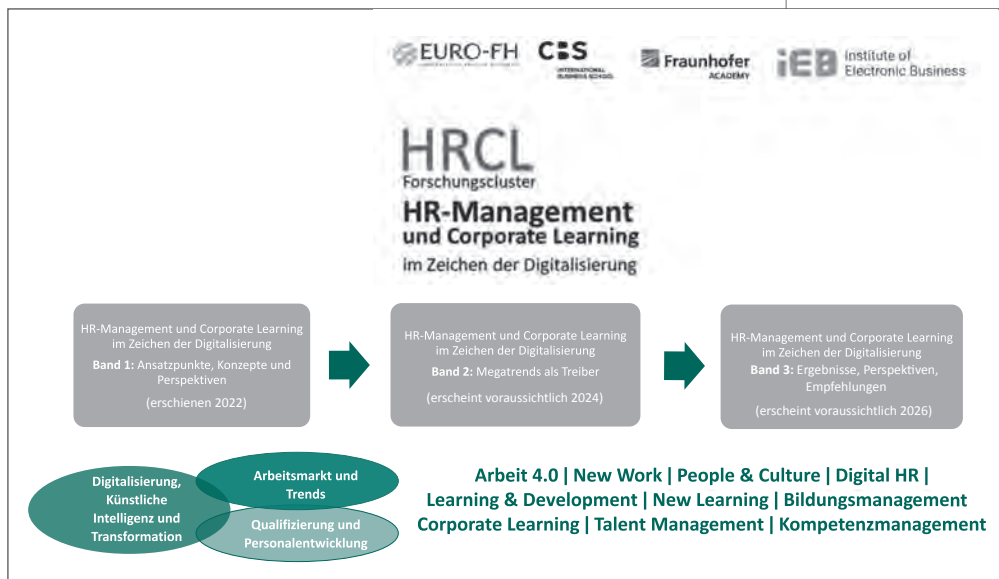 EURO-FH
CBS
INTERNATIONAL
BUSINESS SCHOOL
Fraunhofer
ACADEMY
iEB
Institute of
Electronic Business
HRCL
Forschungscluster
HR-Management
und Corporate Learning
im Zeichen der Digitalisierung
HR-Management und Corporate Learning
im Zeichen der Digitalisierung
Band 1: Ansatzpunkte, Konzepte und
Perspektiven
(erschienen 2022)
HR-Management und Corporate Learning
im Zeichen der Digitalisierung
Band 2: Megatrends als Treiber
(erscheint voraussichtlich 2024)
HR-Management und Corporate Learning
im Zeichen der Digitalisierung
Band 3: Ergebnisse, Perspektiven,
Empfehlungen
(erscheint voraussichtlich 2026)
Digitalisierung,
Künstliche
Intelligenz und
Transformation
Arbeitsmarkt und
Trends
Qualifizierung und
Personalentwicklung
Arbeit 4.0 | New Work | People & Culture | Digital HR |
Learning & Development | New Learning | Bildungsmanagement
Corporate Learning | Talent Management | Kompetenzmanagement